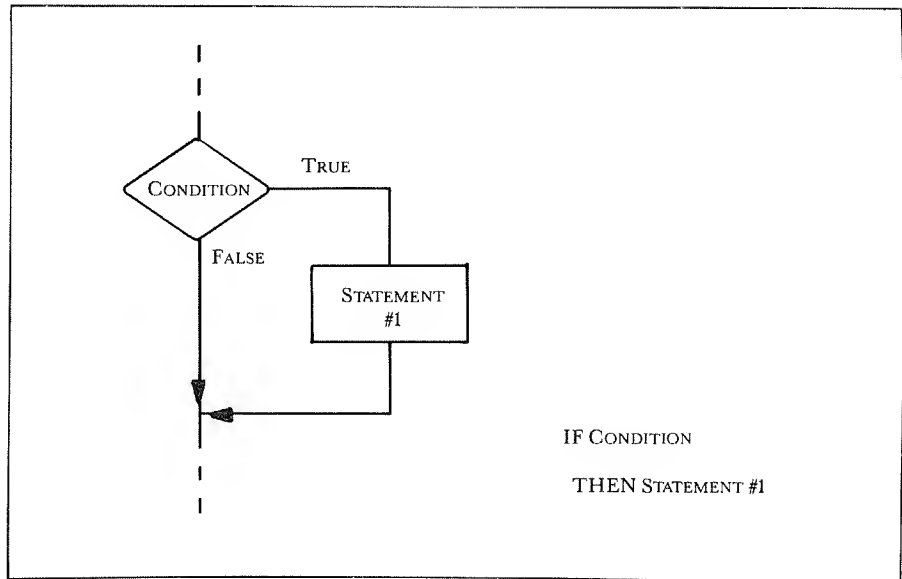 TRUE
CONDITION
FALSE
STATEMENT
#1
IF CONDITION
THEN STATEMENT #1